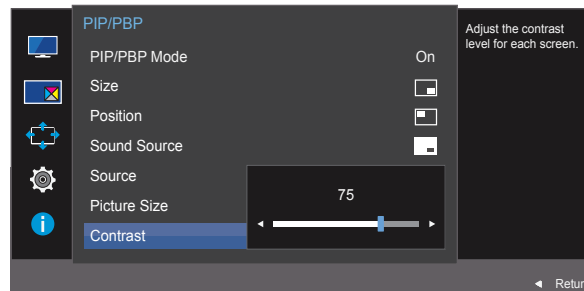 PIP/PBP
PIP/PBP Mode On
Size
Position
Sound Source
Source
Picture Size
Contrast
75
Adjust the contrast
level for each screen.
Retur